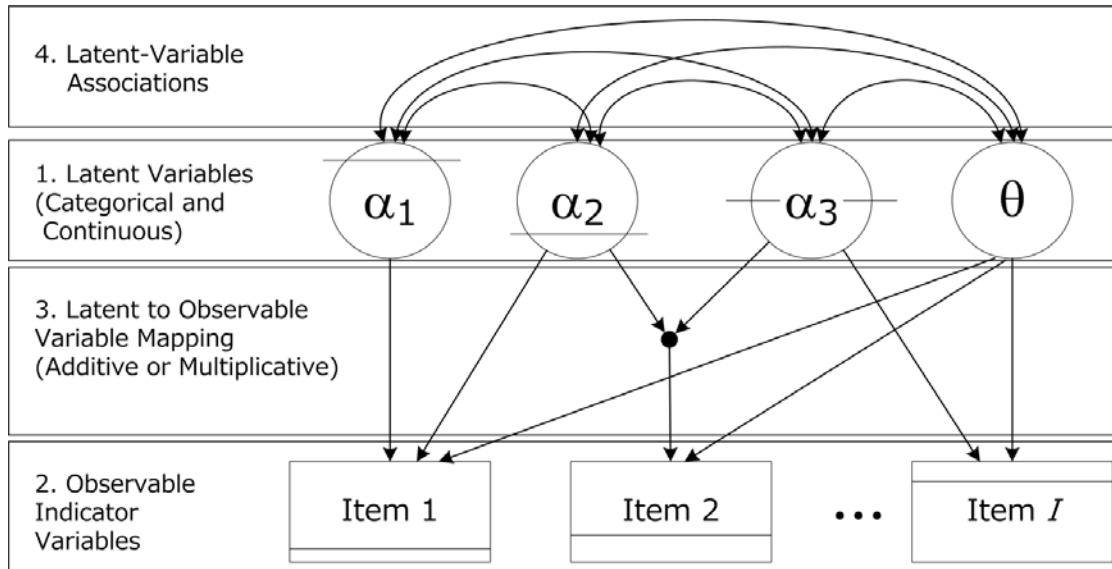 4. Latent-Variable
Associations
1. Latent Variables
(Categorical and
Continuous)
α1 α2 α3 θ
3. Latent to Observable
Variable Mapping
(Additive or Multiplicative)
2. Observable
Indicator
Variables
Item 1 Item 2 ••• Item I